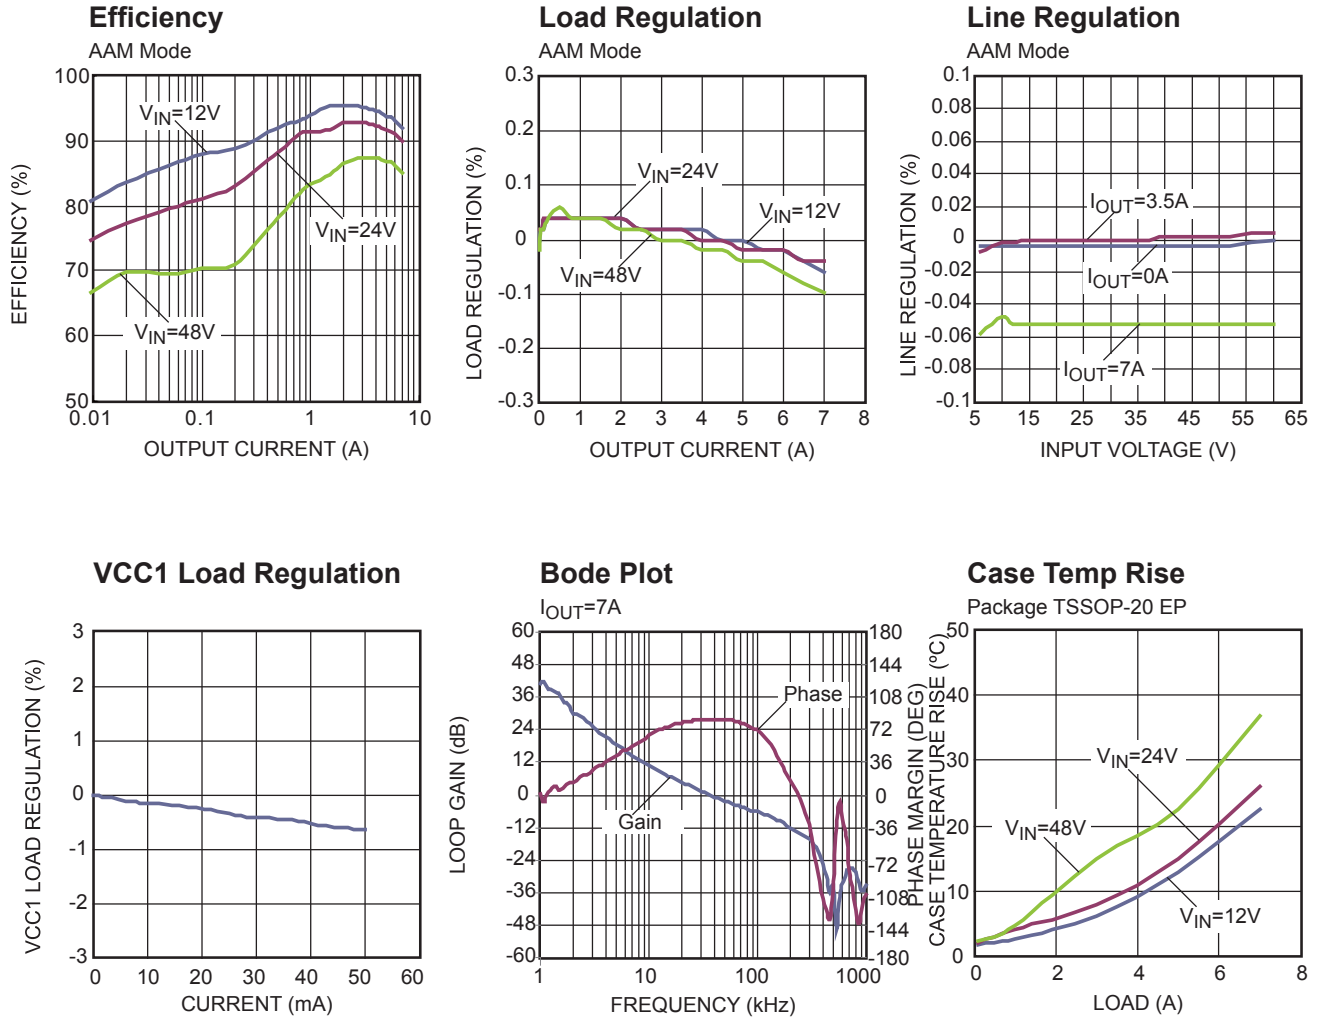 Efficiency
AAM Mode
EFFICIENCY (%)
100
90
80
70
60
50
0.01
0.1
1
10
VIN=12V
VIN=24V
VIN=48V
OUTPUT CURRENT (A)
Load Regulation
AAM Mode
LOAD REGULATION (%)
0.3
0.2
0.1
0
-0.1
-0.2
-0.3
0
1
2
3
4
5
6
7
8
VIN=24V
VIN=12V
VIN=48V
OUTPUT CURRENT (A)
Line Regulation
AAM Mode
LINE REGULATION (%)
0.1
0.08
0.06
0.04
0.02
0
-0.02
-0.04
-0.06
-0.08
-0.1
5
15
25
35
45
55
65
IOUT=3.5A
IOUT=0A
IOUT=7A
INPUT VOLTAGE (V)
VCC1 Load Regulation
VCC1 LOAD REGULATION (%)
3
2
1
0
-1
-2
-3
0
10
20
30
40
50
60
CURRENT (mA)
Bode Plot
IOUT=7A
LOOP GAIN (dB)
60
48
36
24
12
0
-12
-24
-36
-48
-60
1
10
100
1000
Phase
Gain
180
144
108
72
36
0
-36
-72
-108
-144
-180
PHASE MARGIN (DEG)
FREQUENCY (kHz)
Case Temp Rise
Package TSSOP-20 EP
CASE TEMPERATURE RISE (ºC)
50
40
30
20
10
0
0
2
4
6
8
VIN=24V
VIN=48V
VIN=12V
LOAD (A)